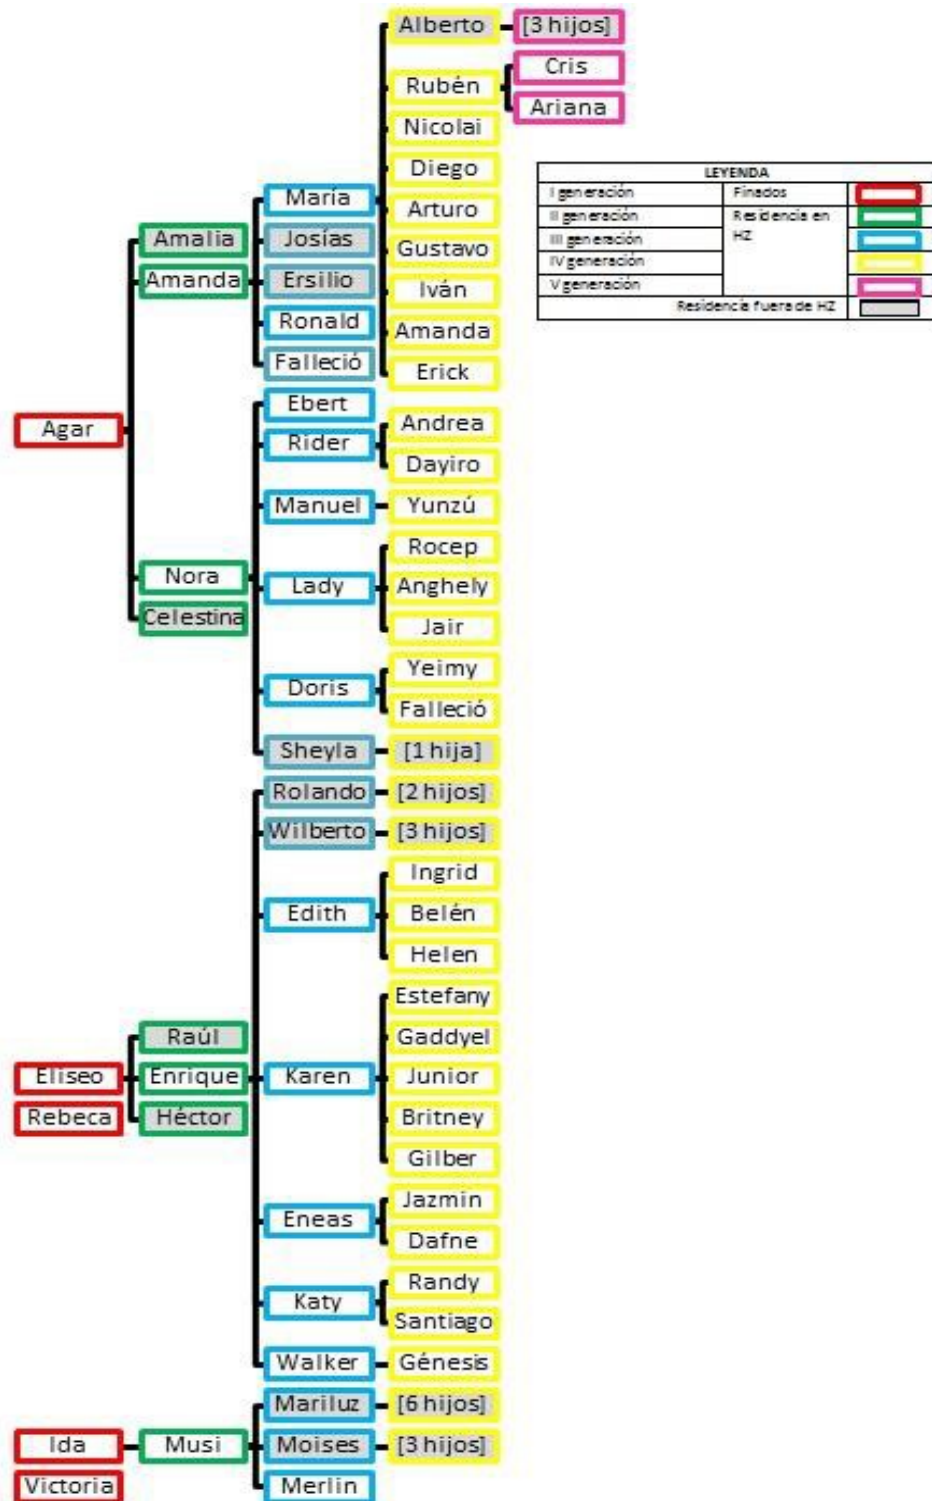 Alberto [3 hijos]
Cris
Rubén
Ariana
Nicolai
Diego
María
Arturo
Amalia Josías
Gustavo
Amanda Ersilio
Iván
Ronald
Amanda
Falleció
Erick
LEYENDA
I generación Finados
II generación Residencia en
III generación HZ
IV generación
V generación
Residencia fuera de HZ
Ebert
Agar
Andrea
Rider
Dayiro
Manuel Yunzú
Rocep
Nora
Lady Anghely
Celestina
Jair
Yeimy
Doris
Falleció
Sheyla [1 hija]
Rolando [2 hijos]
Wilberto [3 hijos]
Ingrid
Edith Belén
Helen
Estefany
Raúl
Gaddyel
Eliseo Enrique Karen Junior
Rebeca Héctor
Britney
Gilber
Jazmin
Eneas
Dafne
Randy
Katy
Santiago
Walker Génesis
Mariluz [6 hijos]
Ida Musi Moises [3 hijos]
Victoria Merlin